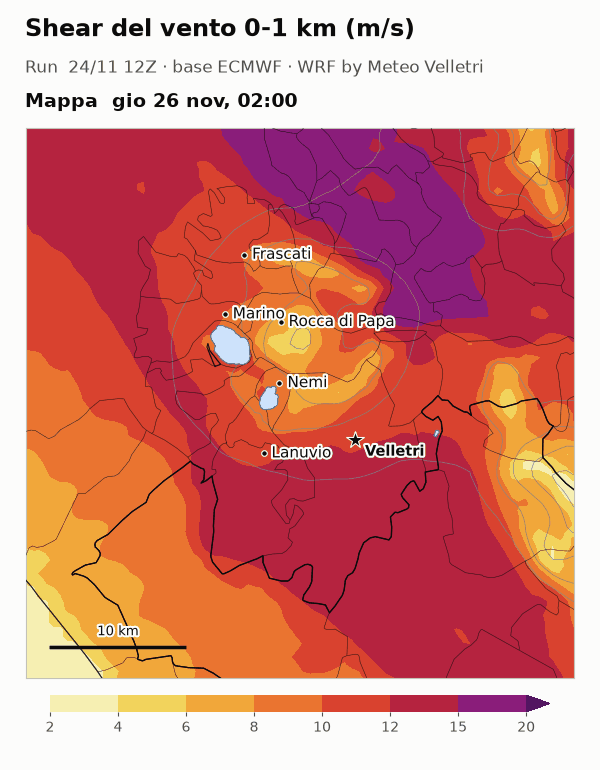 Shear del vento 0-1 km (m/s)
Run  24/11 12Z · base ECMWF · WRF by Meteo Velletri
Mappa  gio 26 nov, 02:00
Frascati
Marino
Rocca di Papa
Nemi
Velletri
Lanuvio
10 km
2 4 6 8 10 12 15 20